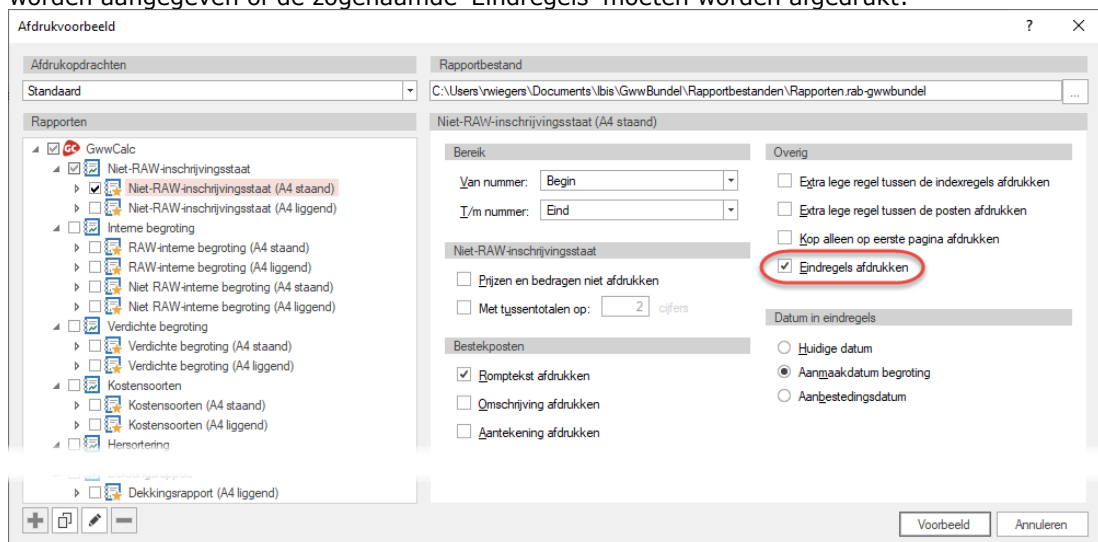 worden aangegeven of de zogenaamde 'Eindregels' moeten worden afgedrukt:
Afdrukvoorbeeld
?
Afdrukopdrachten
Standaard
Rapporten
GwwCalc
Niet-RAW-inschrijvingsstaat
Niet-RAW-inschrijvingsstaat (A4 staand)
Niet-RAW-inschrijvingsstaat (A4 liggend)
Interne begroting
RAW-interne begroting (A4 staand)
RAW-interne begroting (A4 liggend)
Niet RAW-interne begroting (A4 staand)
Niet RAW-interne begroting (A4 liggend)
Verdichte begroting
Verdichte begroting (A4 staand)
Verdichte begroting (A4 liggend)
Kostensoorten
Kostensoorten (A4 staand)
Kostensoorten (A4 liggend)
Hersortering
Dekkingsrapport (A4 liggend)
Rapportbestand
C:\Users\rwiegers\Documents\Ibis\GwwBundel\Rapportbestanden\Rapporten.rab-gwwbundel
...
Niet-RAW-inschrijvingsstaat (A4 staand)
Bereik
Van nummer: Begin
T/m nummer: Eind
Niet-RAW-inschrijvingsstaat
Prijzen en bedragen niet afdrukken
Met tussentotalen op: 2 cijfers
Bestekposten
Romptekst afdrukken
Omschrijving afdrukken
Aantekening afdrukken
Overig
Extra lege regel tussen de indexregels afdrukken
Extra lege regel tussen de posten afdrukken
Kop alleen op eerste pagina afdrukken
Eindregels afdrukken
Datum in eindregels
Huidige datum
Aanmaakdatum begroting
Aanbestedingsdatum
Voorbeeld
Annuleren